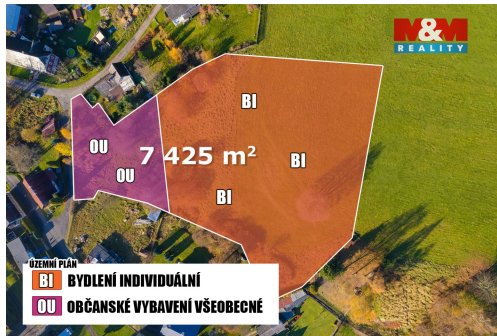 M&M
REALITY
BI
OU
7 425 m²
BI
OU
BI
ÚZEMNÍ PLÁN
BI BYDLENÍ INDIVIDUÁLNÍ
OU OBČANSKÉ VYBAVENÍ VŠEOBECNÉ